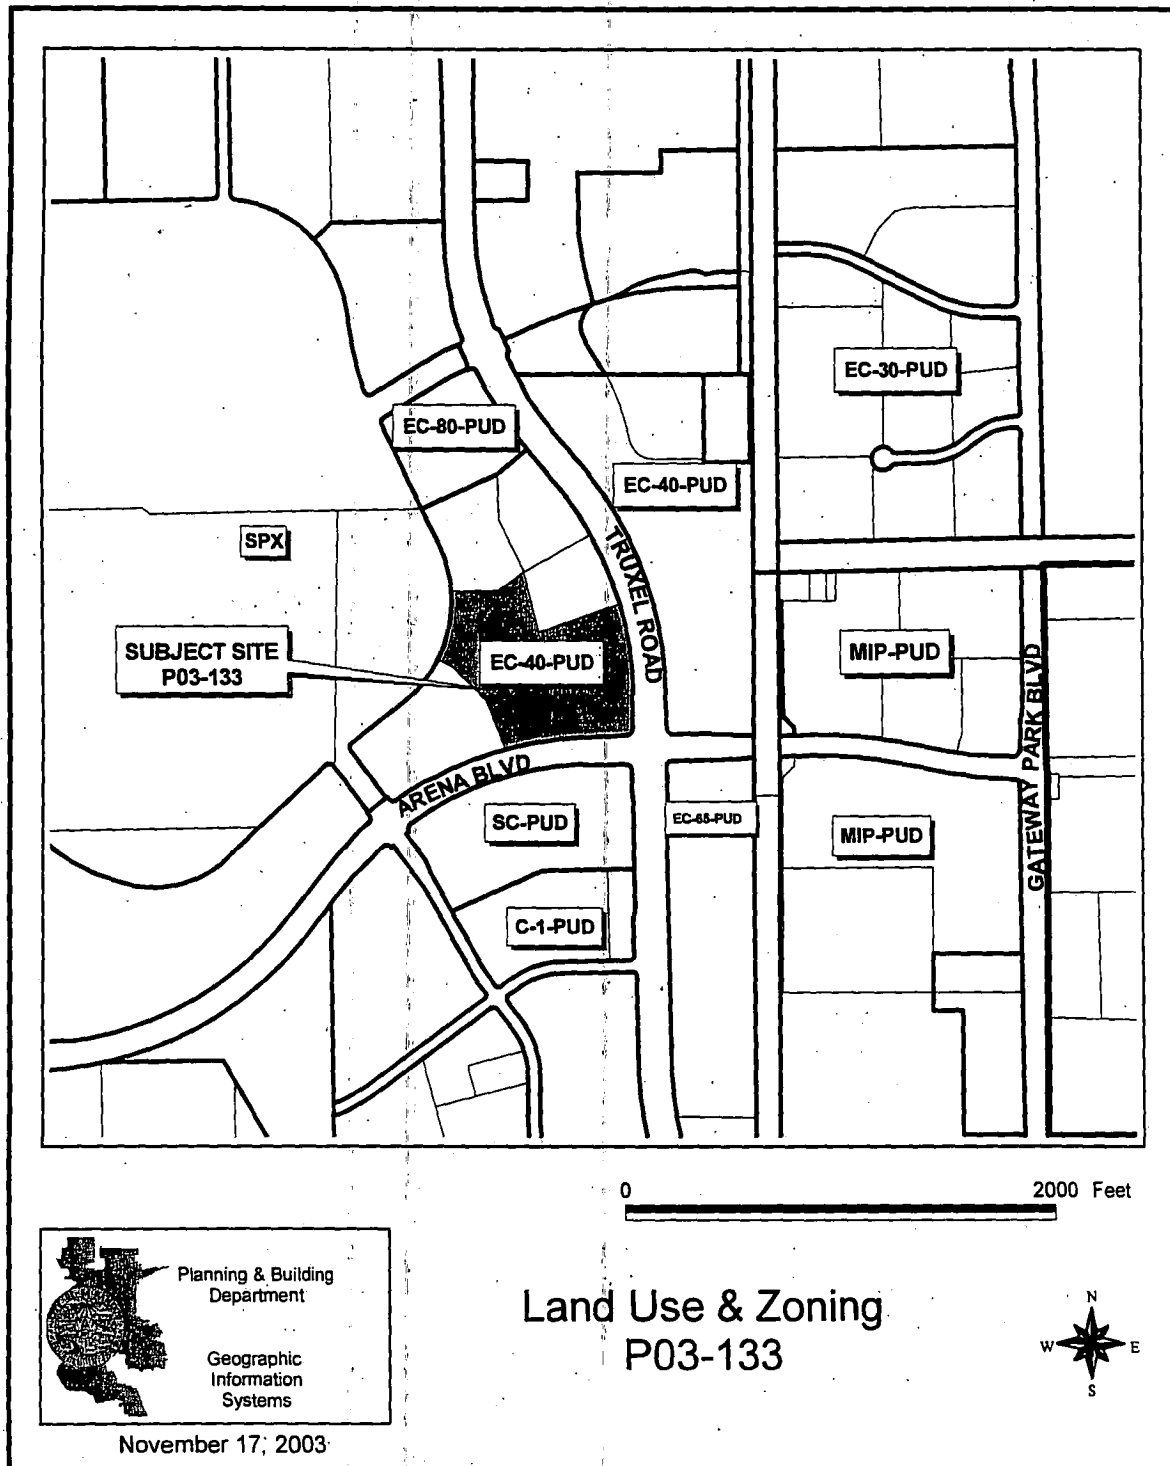 EC-30-PUD
EC-80-PUD
EC-40-PUD
SPX
TRUXEL ROAD
SUBJECT SITE
P03-133
EC-40-PUD
MIP-PUD
GATEWAY PARK BLVD
ARENA BLVD
SC-PUD
EC-65-PUD
MIP-PUD
C-1-PUD
0 2000 Feet
Planning & Building
Department
Geographic
Information
Systems
November 17, 2003
Land Use & Zoning
P03-133
N
W E
S